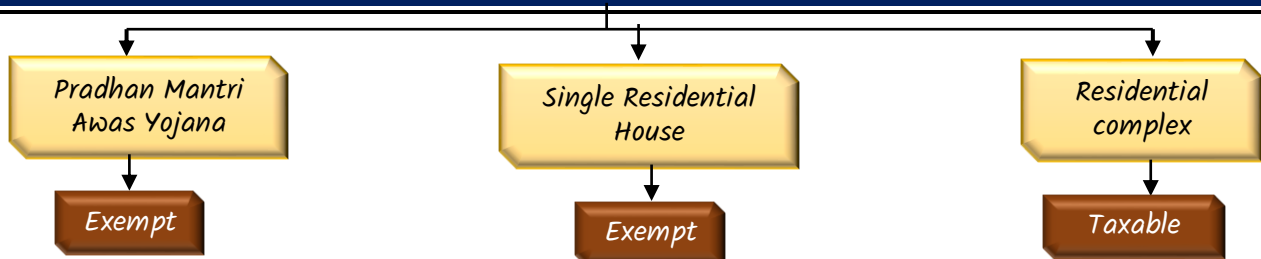 Pradhan Mantri
Awas Yojana
Single Residential
House
Residential
complex
Exempt
Exempt
Taxable